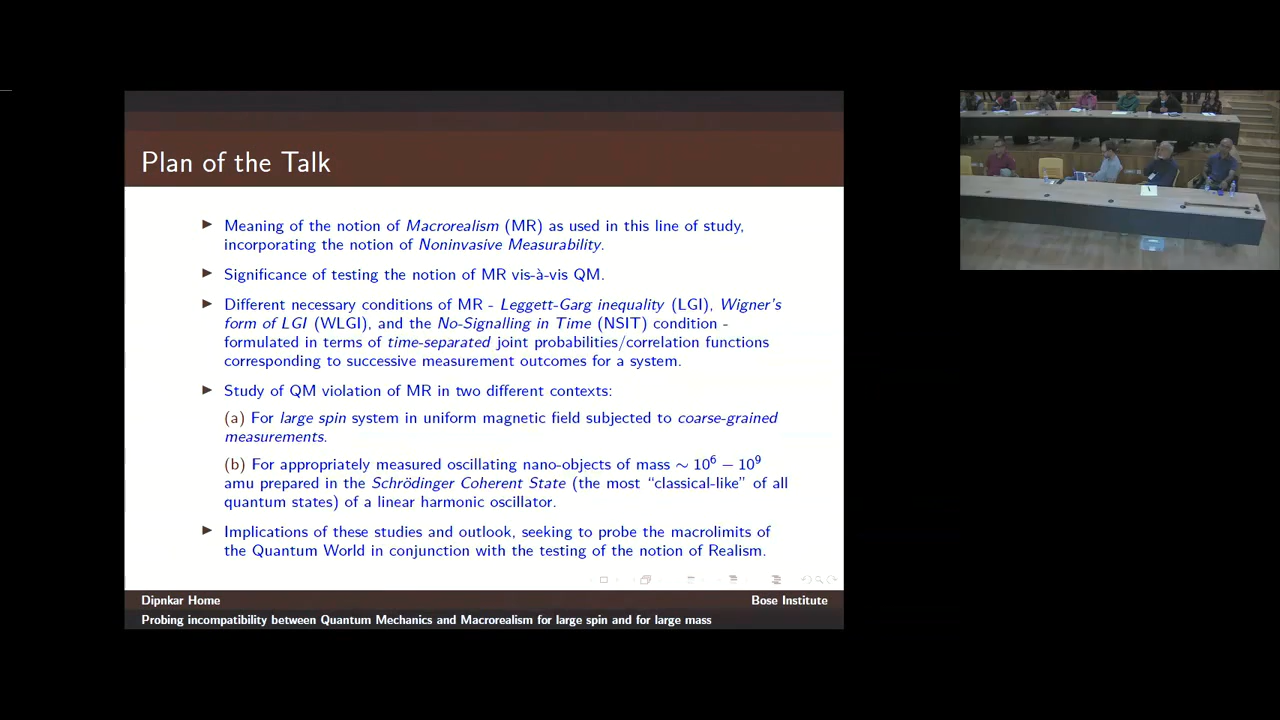 Plan of the Talk
Meaning of the notion of Macrorealism (MR) as used in this line of study,
incorporating the notion of Noninvasive Measurability.
Significance of testing the notion of MR vis-à-vis QM.
Different necessary conditions of MR - Leggett-Garg inequality (LGI), Wigner's
form of LGI (WLGI), and the No-Signalling in Time (NSIT) condition -
formulated in terms of time-separated joint probabilities/correlation functions
corresponding to successive measurement outcomes for a system.
Study of QM violation of MR in two different contexts:
(a) For large spin system in uniform magnetic field subjected to coarse-grained
measurements.
(b) For appropriately measured oscillating nano-objects of mass ∼ 10⁶ − 10⁹
amu prepared in the Schrödinger Coherent State (the most “classical-like” of all
quantum states) of a linear harmonic oscillator.
Implications of these studies and outlook, seeking to probe the macrolimits of
the Quantum World in conjunction with the testing of the notion of Realism.
Dipnkar Home
Bose Institute
Probing incompatibility between Quantum Mechanics and Macrorealism for large spin and for large mass